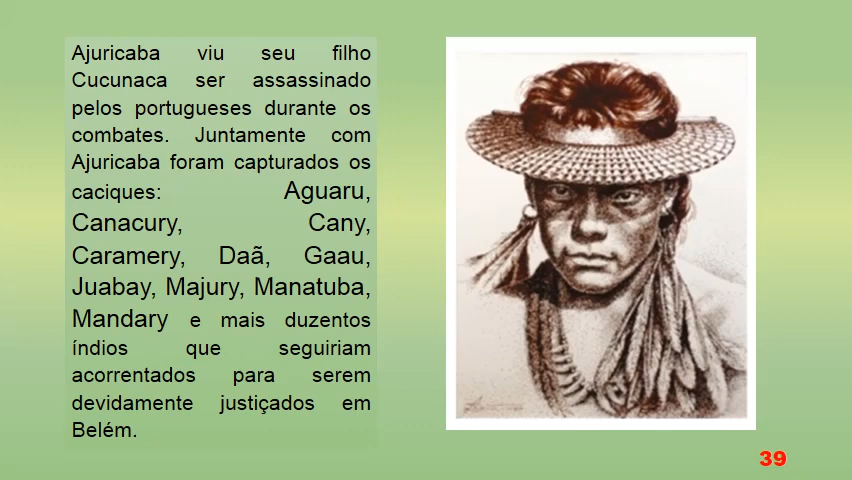 Ajuricaba viu seu filho
Cucunaca ser assassinado
pelos portugueses durante os
combates. Juntamente com
Ajuricaba foram capturados os
caciques: Aguaru,
Canacury, Cany,
Caramery, Daã, Gaau,
Juabay, Majury, Manatuba,
Mandary e mais duzentos
índios que seguiriam
acorrentados para serem
devidamente justiçados em
Belém.
39